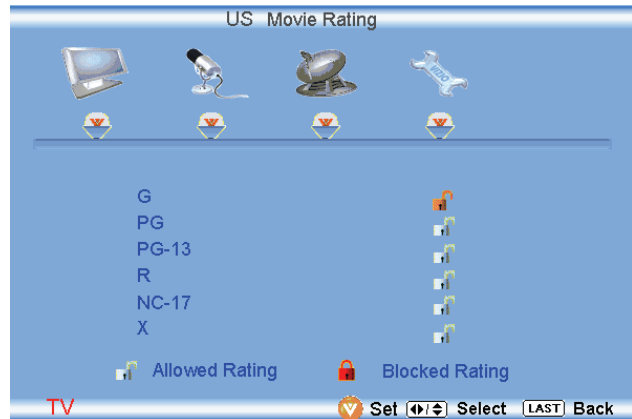 US Movie Rating
G
PG
PG-13
R
NC-17
X
Allowed Rating Blocked Rating
TV Set Select LAST Back